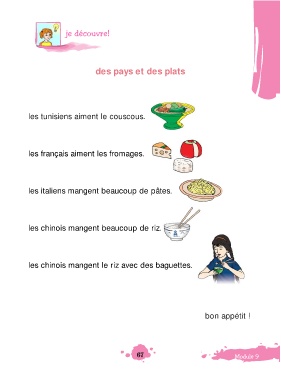 je découvre!
des pays et des plats
les tunisiens aiment le couscous.
les français aiment les fromages.
les italiens mangent beaucoup de pâtes.
les chinois mangent beaucoup de riz.
les chinois mangent le riz avec des baguettes.
bon appétit !
67
Module 9